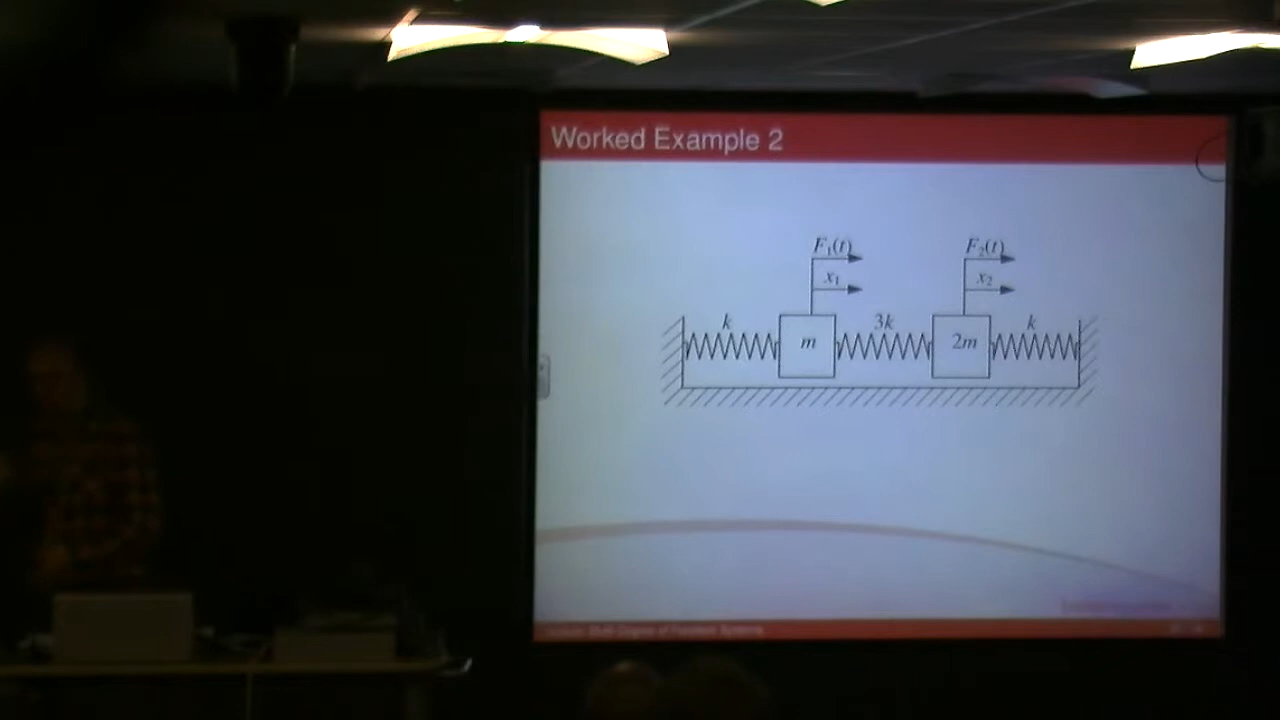 Worked Example 2
F₁(t) F₂(t)
x₁ x₂
k 3k k
m 2m